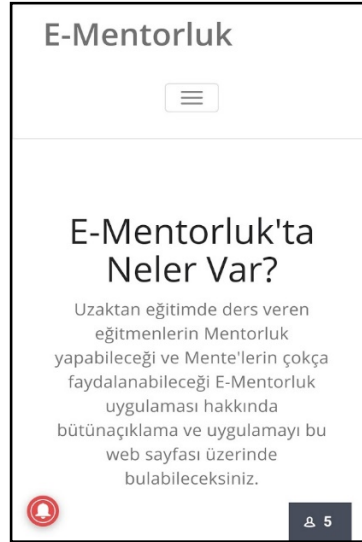 E-Mentorluk
E-Mentorluk'ta
Neler Var?
Uzaktan eğitimde ders veren
eğitmenlerin Mentorluk
yapabileceği ve Mente'lerin çokça
faydalanabileceği E-Mentorluk
uygulaması hakkında
bütünaçıklama ve uygulamayı bu
web sayfası üzerinde
bulabileceksiniz.
5